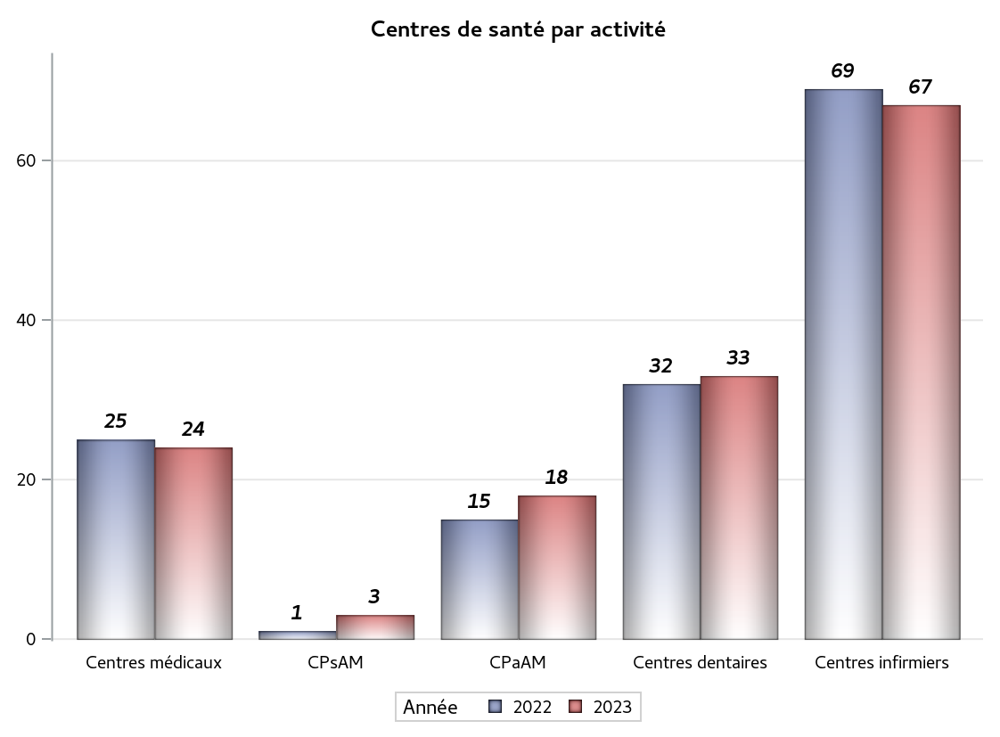 Centres de santé par activité
69
67
60
40
32
33
25
24
20
15
18
1
3
0
Centres médicaux
CPsAM
CPaAM
Centres dentaires
Centres infirmiers
Année
2022
2023